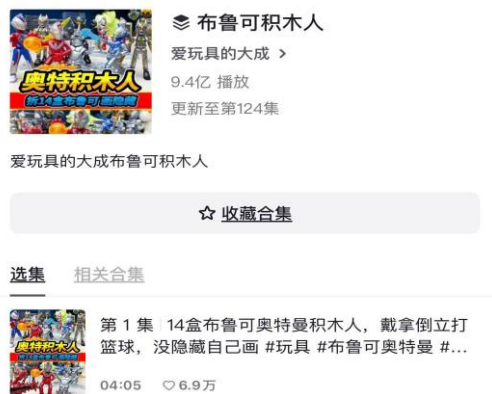 奥特积木人
拆14盒布鲁可 画隐藏
布鲁可积木人
爱玩具的大成 >
9.4亿 播放
更新至第124集
爱玩具的大成布鲁可积木人
收藏合集
选集 相关合集
奥特积木人
第 1 集 14盒布鲁可奥特曼积木人，戴拿倒立打
篮球，没隐藏自己画 #玩具 #布鲁可奥特曼 #...
04:05 6.9万